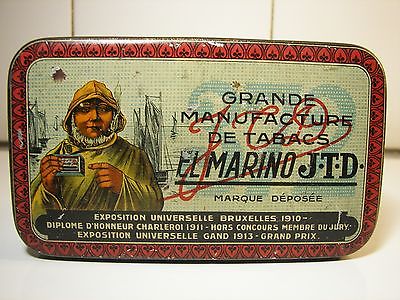 GRANDE
MANUFACTURE
DE TABACS
EL MARINO J.T.D.
MARQUE DÉPOSÉE
EXPOSITION UNIVERSELLE BRUXELLES 1910-
DIPLOME D'HONNEUR CHARLEROI 1911 - HORS CONCOURS MEMBRE DU JURY.
EXPOSITION UNIVERSELLE GAND 1913 - GRAND PRIX.